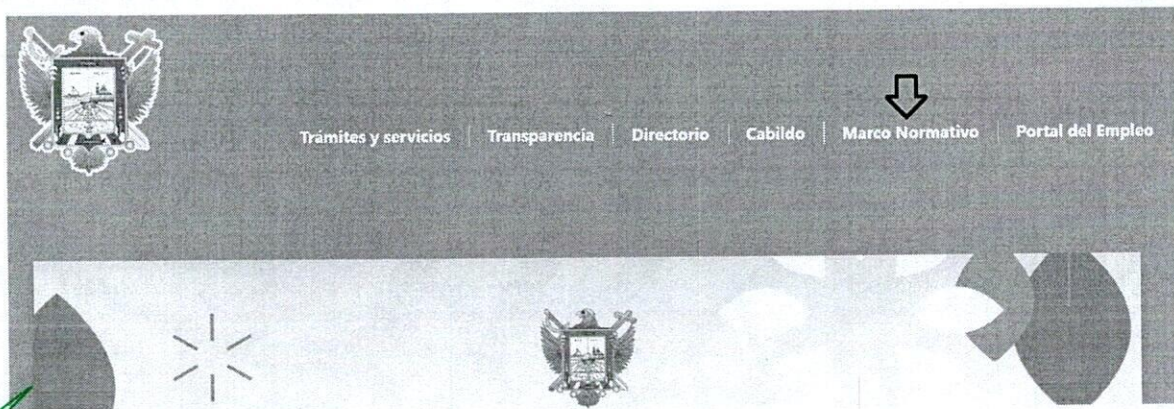 Trámites y servicios | Transparencia | Directorio | Cabildo | Marco Normativo | Portal del Empleo